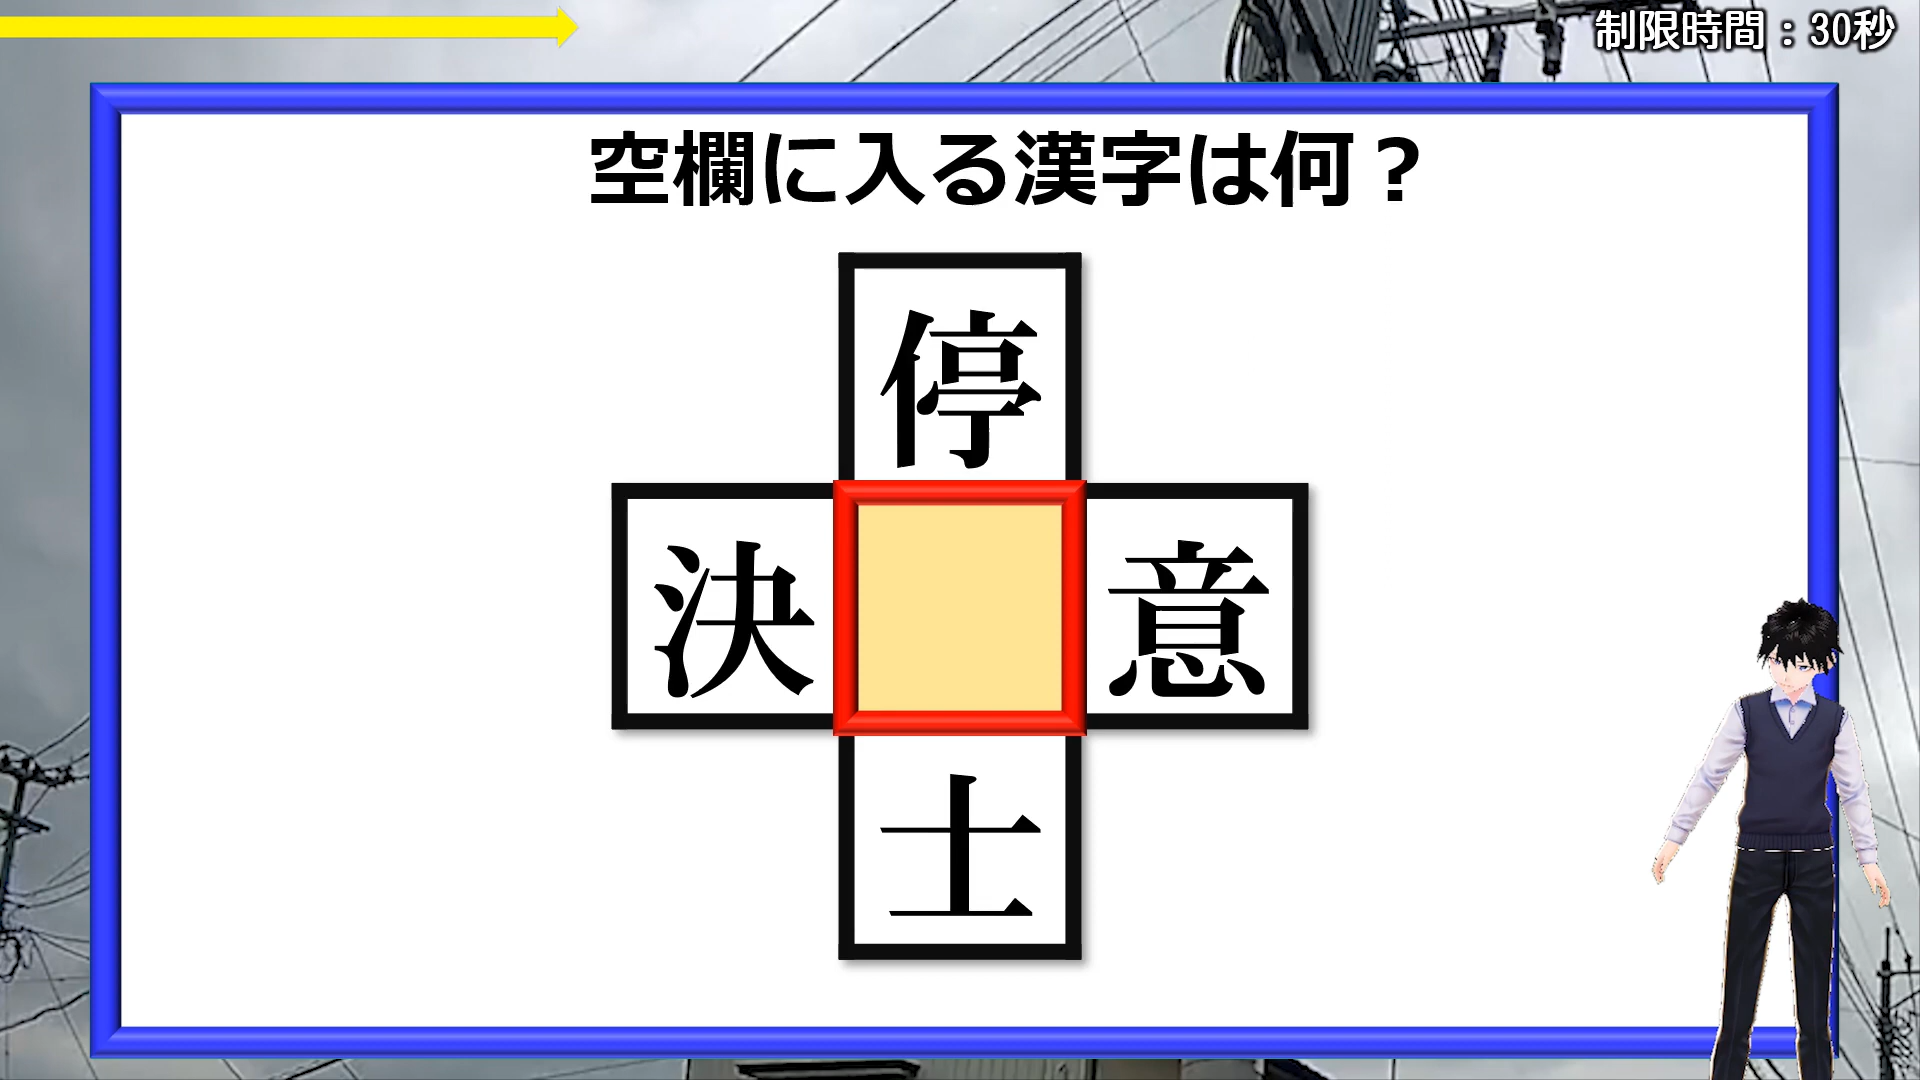 制限時間：30秒
空欄に入る漢字は何？
停
決 意
士